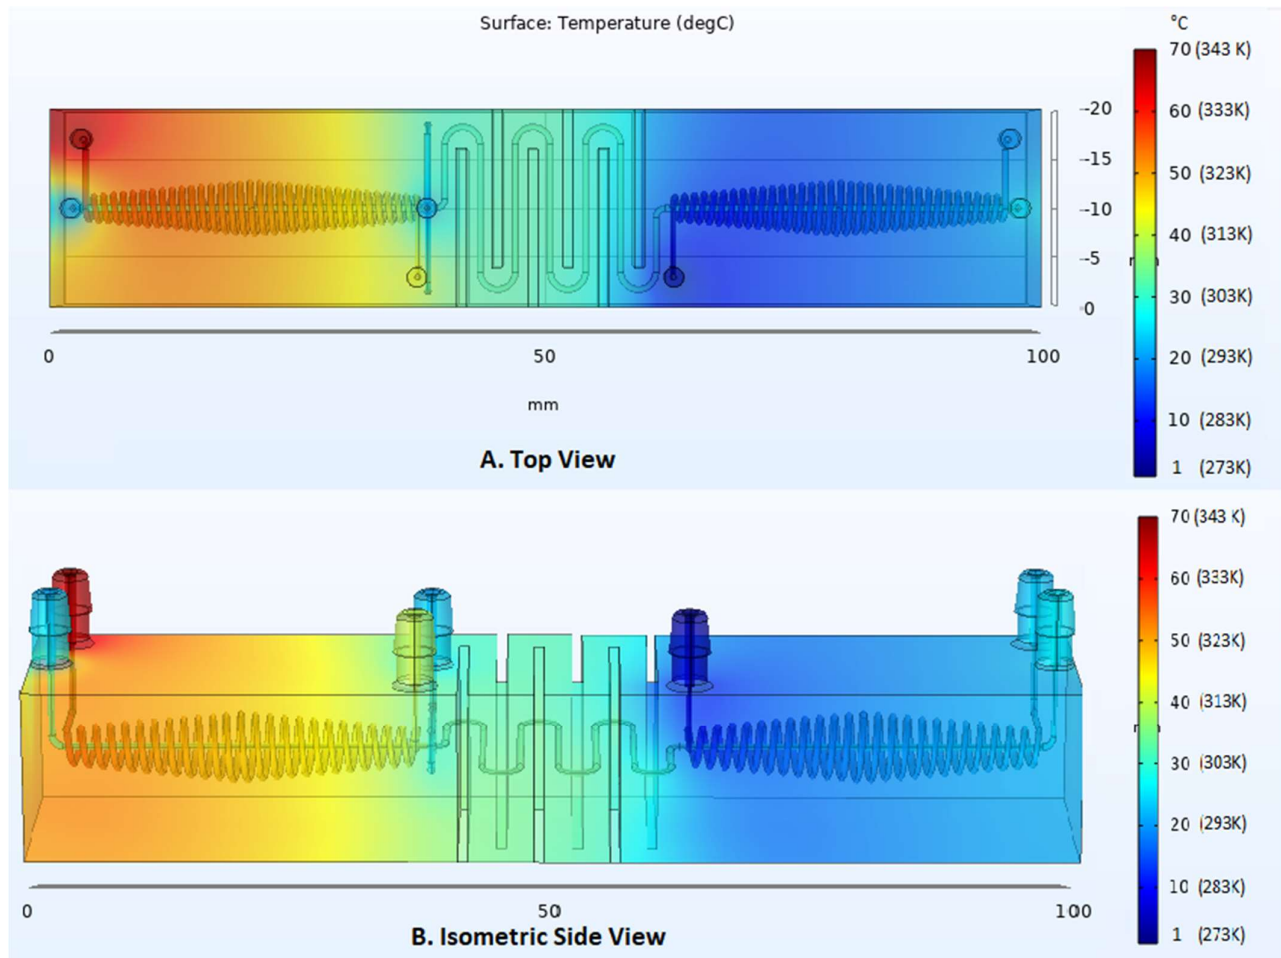 Surface: Temperature (degC)
°C
70 (343 K)
60 (333K)
50 (323K)
40 (313K)
30 (303K)
20 (293K)
10 (283K)
1 (273K)
-20
-15
-10
-5
0
0 50 100
mm
A. Top View
70 (343 K)
60 (333K)
50 (323K)
40 (313K)
30 (303K)
20 (293K)
10 (283K)
1 (273K)
0 50 100
B. Isometric Side View